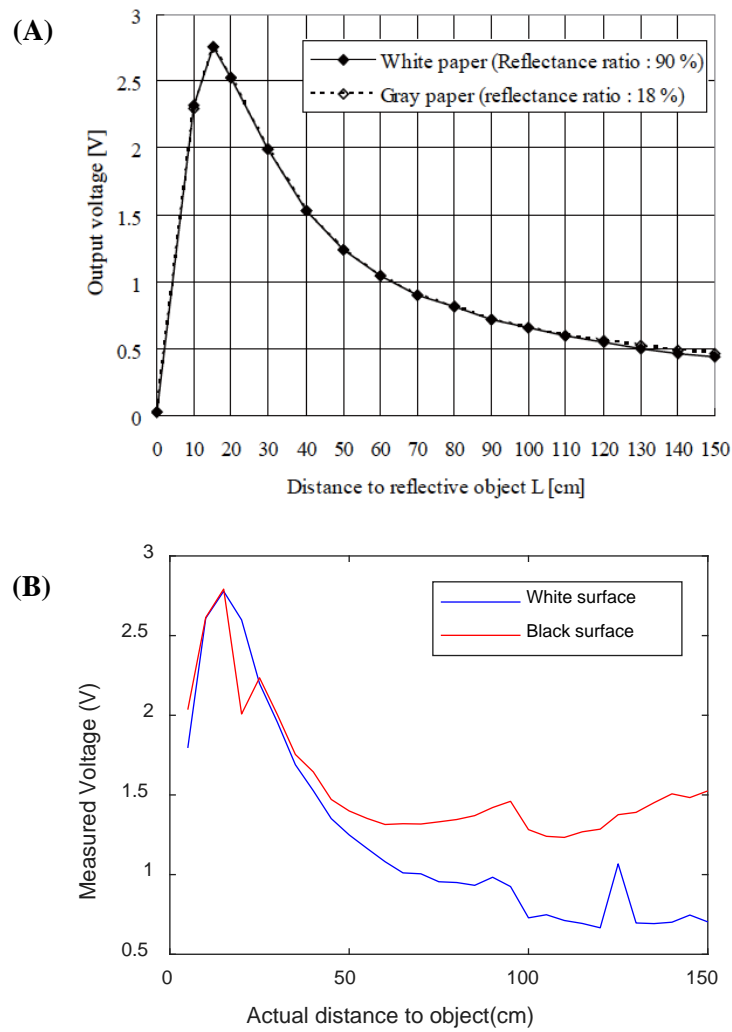 (A)
3
2.5
2
1.5
1
0.5
0
Output voltage [V]
White paper (Reflectance ratio : 90 %)
Gray paper (reflectance ratio : 18 %)
0 10 20 30 40 50 60 70 80 90 100 110 120 130 140 150
Distance to reflective object L [cm]
(B)
3
2.5
2
1.5
1
0.5
Measured Voltage (V)
White surface
Black surface
0 50 100 150
Actual distance to object(cm)